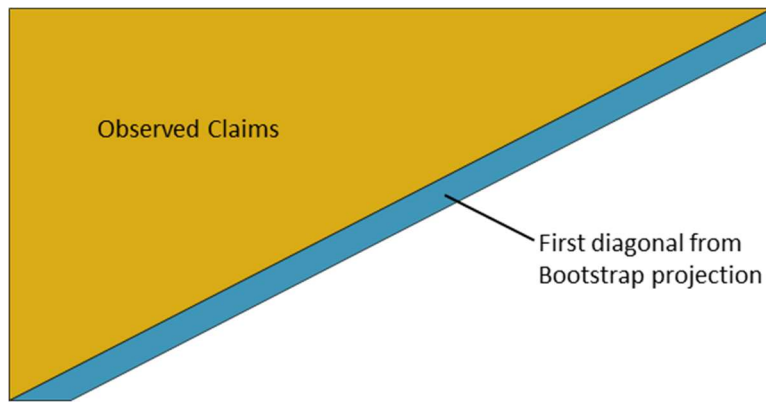 Observed Claims
First diagonal from
Bootstrap projection